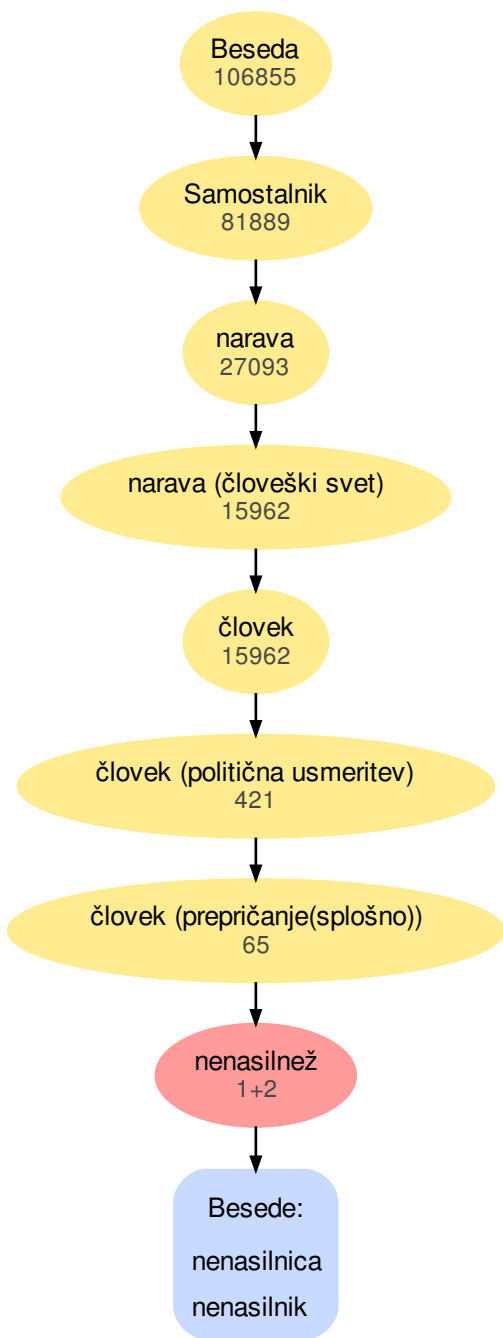 Beseda
106855
Samostalnik
81889
narava
27093
narava (človeški svet)
15962
človek
15962
človek (politična usmeritev)
421
človek (prepričanje(splošno))
65
nenasilnež
1+2
Besede:
nenasilnica
nenasilnik